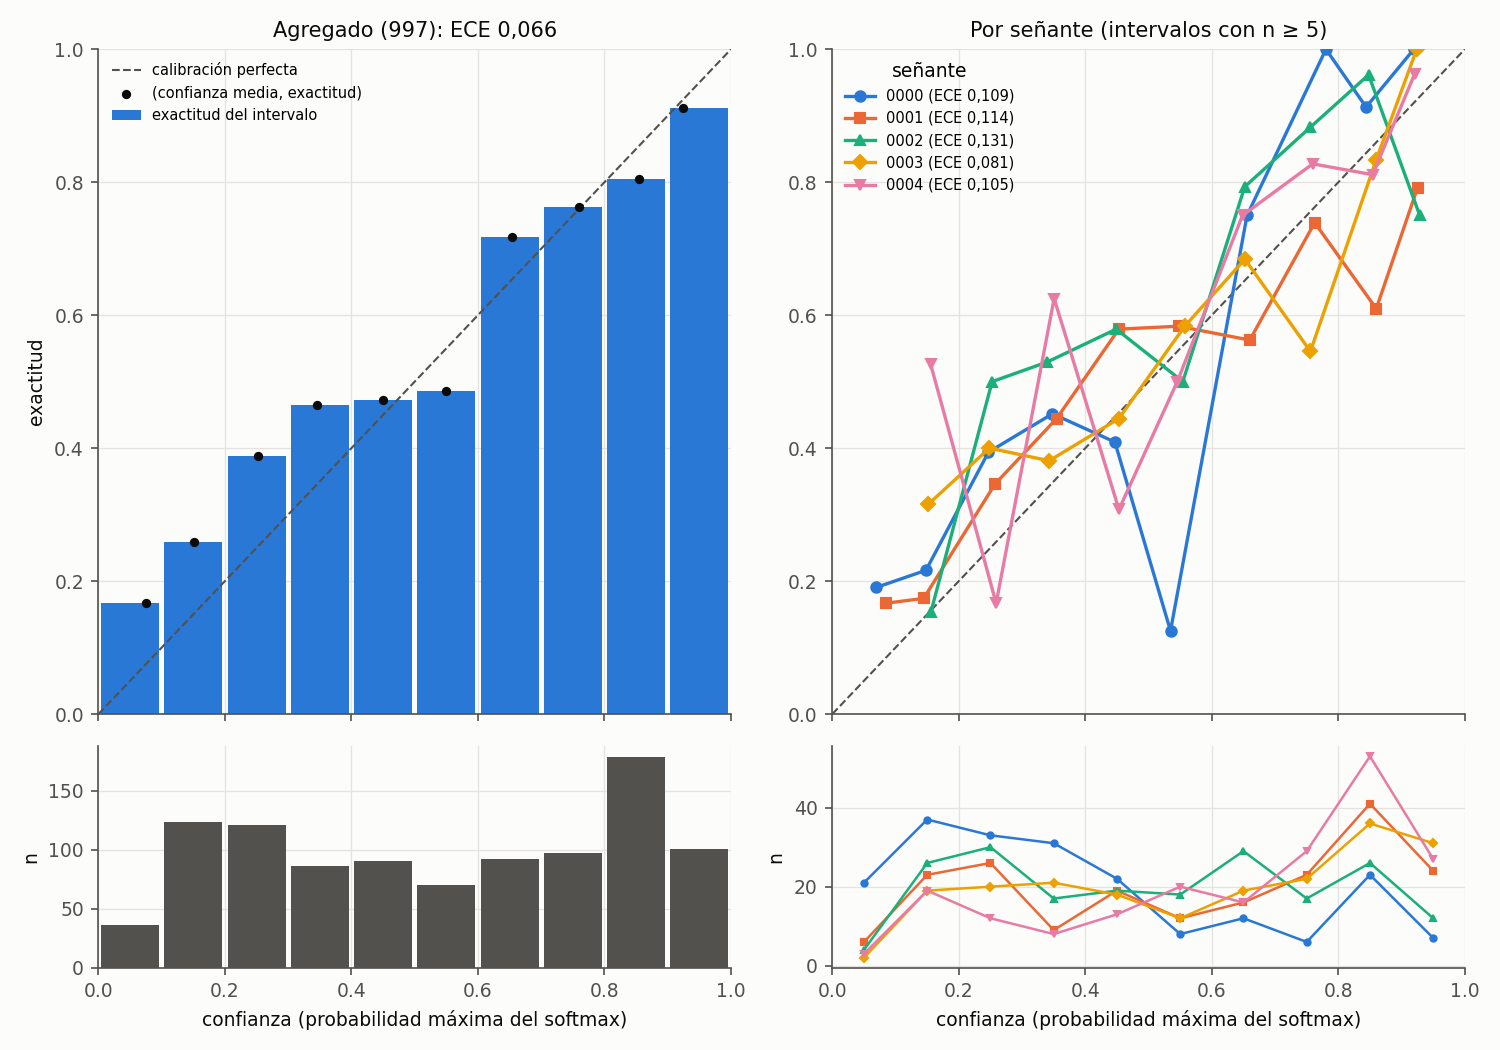 Agregado (997): ECE 0,066
calibración perfecta
(confianza media, exactitud)
exactitud del intervalo
1.0
0.8
0.6
0.4
0.2
0.0
exactitud
150
100
50
0
n
0.0 0.2 0.4 0.6 0.8 1.0
confianza (probabilidad máxima del softmax)
Por señante (intervalos con n ≥ 5)
señante
0000 (ECE 0,109)
0001 (ECE 0,114)
0002 (ECE 0,131)
0003 (ECE 0,081)
0004 (ECE 0,105)
1.0
0.8
0.6
0.4
0.2
0.0
40
20
0
n
0.0 0.2 0.4 0.6 0.8 1.0
confianza (probabilidad máxima del softmax)